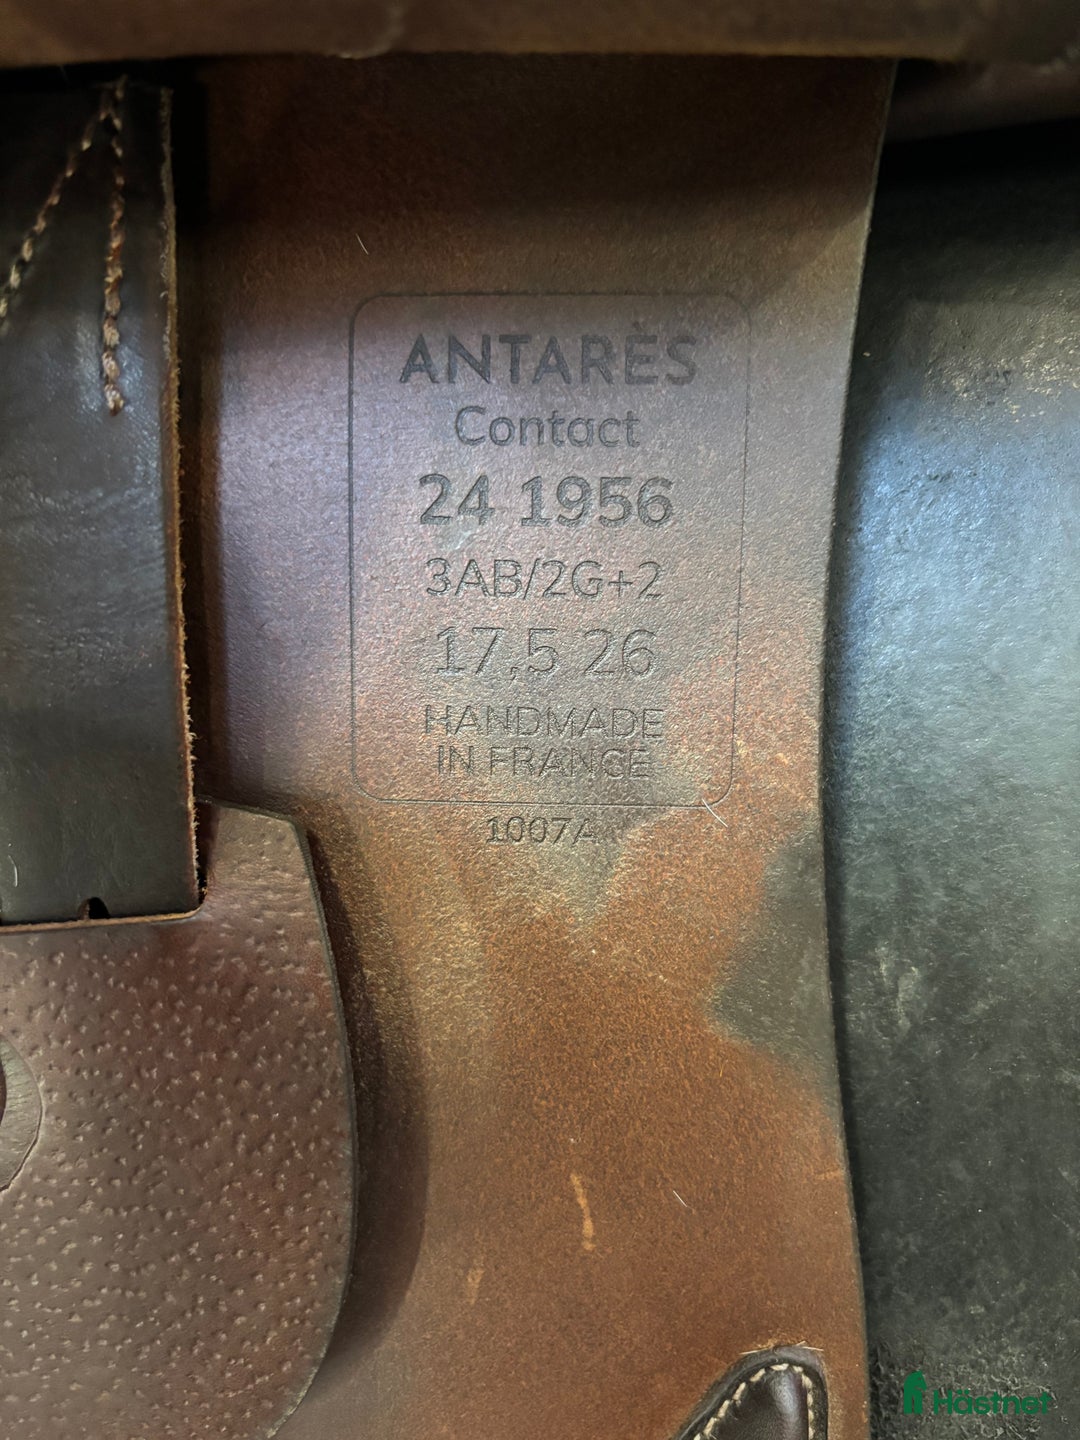 ANTARÈS
Contact
24 1956
3AB/2G+2
17,5 26
HANDMADE
IN FRANCE
1007A
Hästnet